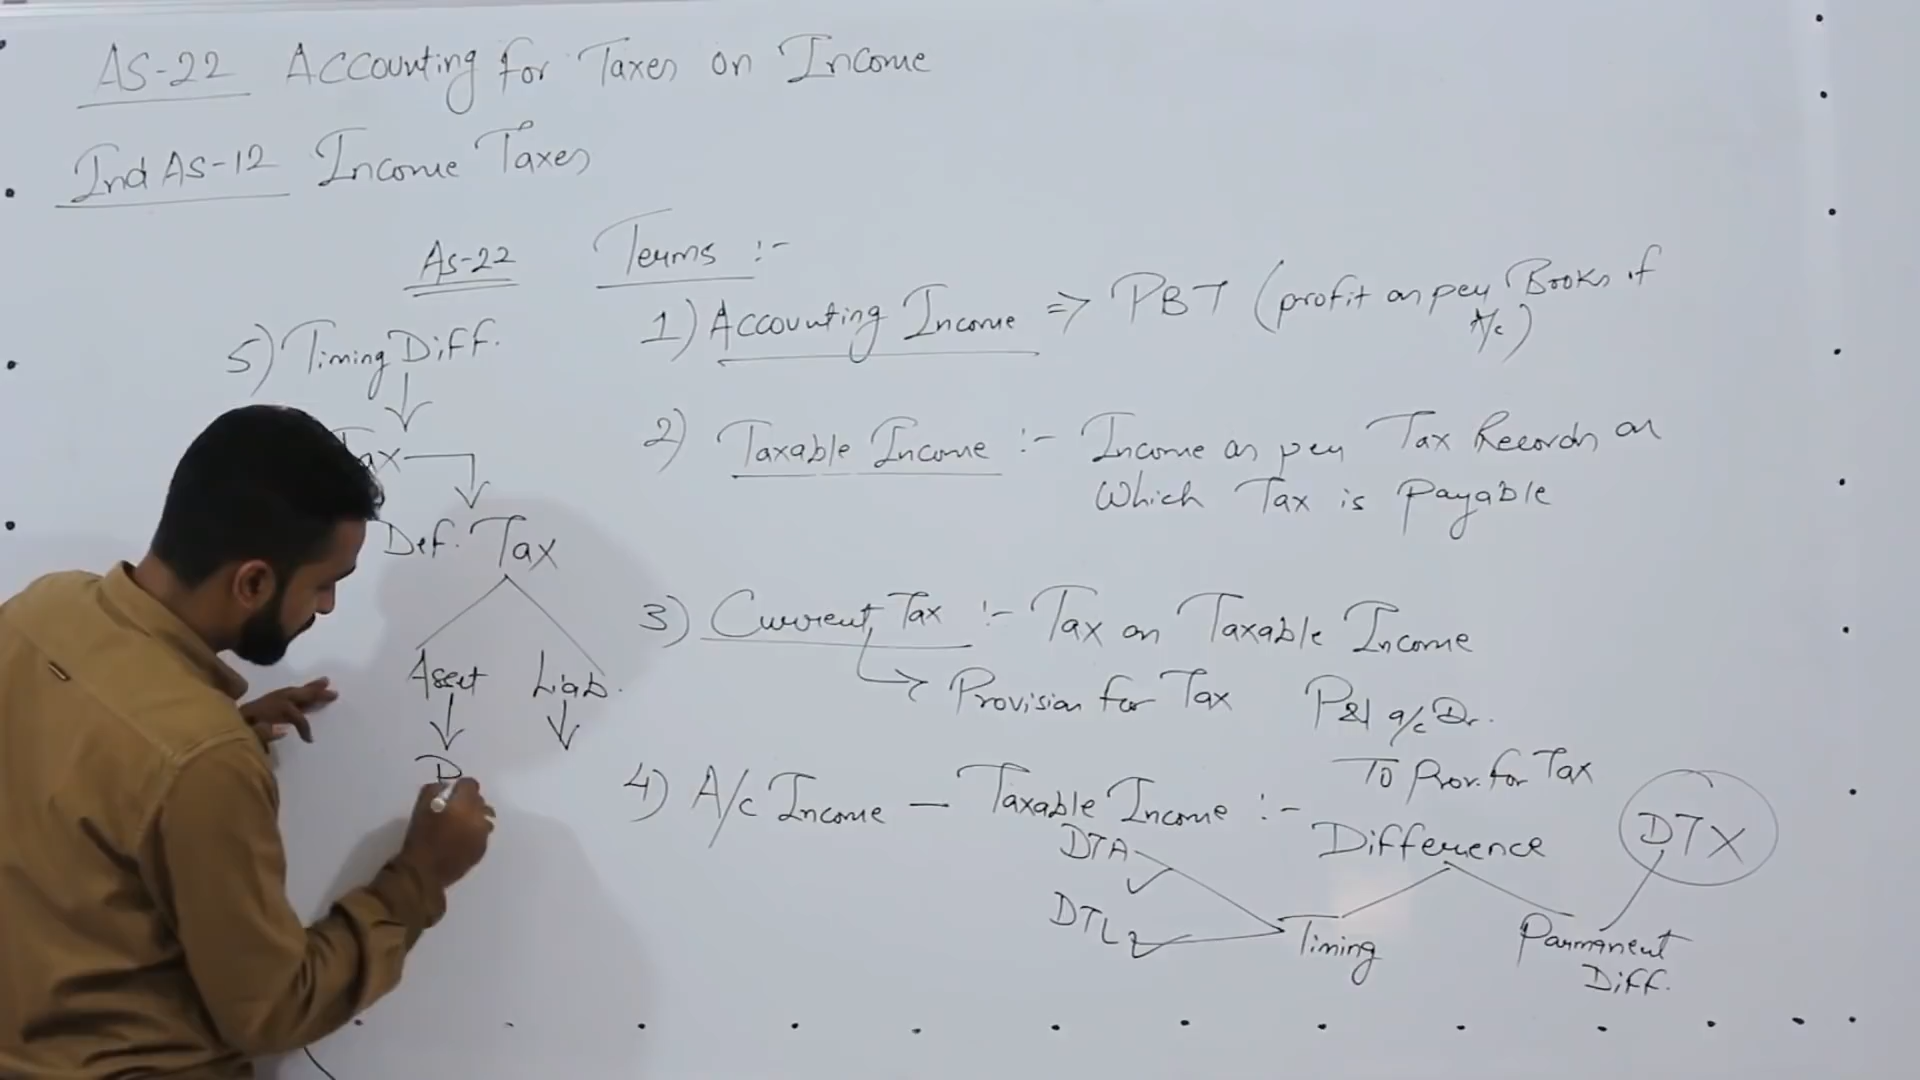 AS-22 Accounting for Taxes on Income
Ind AS-12 Income Taxes
As-22
5) Timing Diff.
Tax
Def. Tax
Asset Liab.
D
Terms :-
1) Accounting Income => PBT (profit as per Books of
A/c)
2) Taxable Income :- Income as per Tax Records on
Which Tax is Payable
3) Current Tax :- Tax on Taxable Income
Provision for Tax P&l a/c Dr.
To Prov. for Tax
4) A/c Income - Taxable Income :-
Difference DTX
DTA
DTL
Timing Parmanent
Diff.